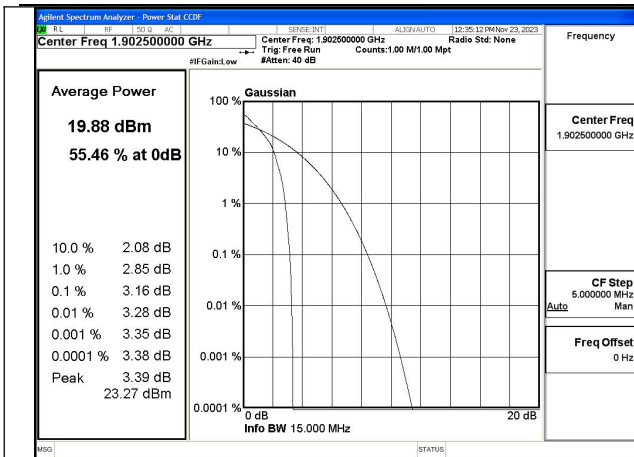 Agilent Spectrum Analyzer - Power Stat CCDF
RL RF 50 Ω AC SENSE:INT ALIGN AUTO 12:35:12 PM Nov 23, 2023
Center Freq 1.902500000 GHz
Center Freq: 1.902500000 GHz Radio Std: None
Trig: Free Run Counts:1.00 M/1.00 Mpt
#IFGain:Low #Atten: 40 dB
Frequency
Average Power
19.88 dBm
55.46 % at 0dB
10.0 % 2.08 dB
1.0 % 2.85 dB
0.1 % 3.16 dB
0.01 % 3.28 dB
0.001 % 3.35 dB
0.0001 % 3.38 dB
Peak 3.39 dB
23.27 dBm
Gaussian
100 %
10 %
1 %
0.1 %
0.01 %
0.001 %
0.0001 %
0 dB 20 dB
Info BW 15.000 MHz
Center Freq
1.902500000 GHz
CF Step
5.000000 MHz
Auto Man
Freq Offset
0 Hz
MSG STATUS